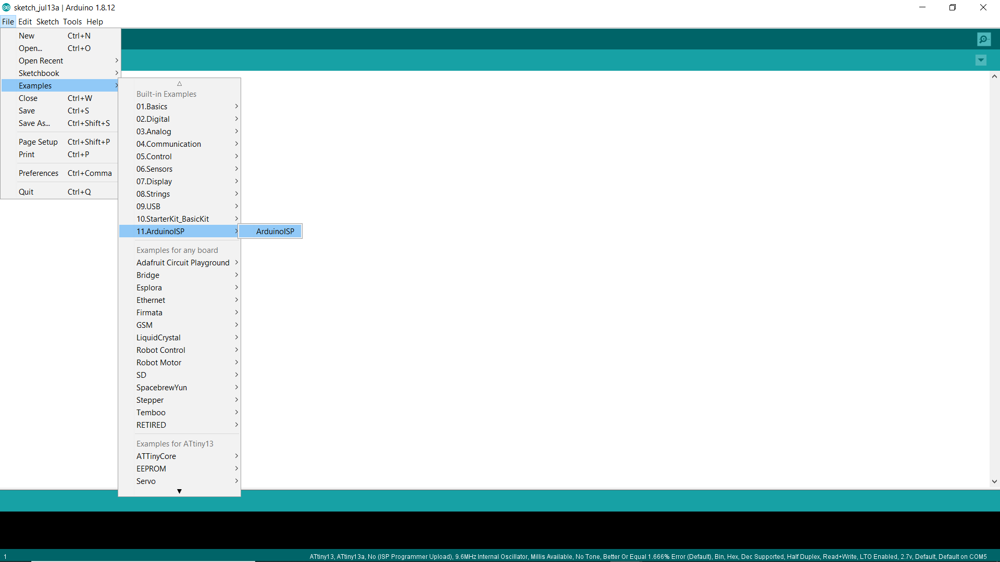 sketch_jul13a | Arduino 1.8.12
File Edit Sketch Tools Help
New Ctrl+N
Open... Ctrl+O
Open Recent
Sketchbook
Examples
Close Ctrl+W
Save Ctrl+S
Save As... Ctrl+Shift+S
Page Setup Ctrl+Shift+P
Print Ctrl+P
Preferences Ctrl+Comma
Quit Ctrl+Q
Built-in Examples
01.Basics
02.Digital
03.Analog
04.Communication
05.Control
06.Sensors
07.Display
08.Strings
09.USB
10.StarterKit_BasicKit
11.ArduinoISP
ArduinoISP
Examples for any board
Adafruit Circuit Playground
Bridge
Esplora
Ethernet
Firmata
GSM
LiquidCrystal
Robot Control
Robot Motor
SD
SpacebrewYun
Stepper
Temboo
RETIRED
Examples for ATtiny13
ATTinyCore
EEPROM
Servo
1 ATtiny13, ATtiny13a, No (ISP Programmer Upload), 9.6MHz Internal Oscillator, Millis Available, No Tone, Better Or Equal 1.666% Error (Default), Bin, Hex, Dec Supported, Half Duplex, Read+Write, LTO Enabled, 2.7v, Default, Default on COM5